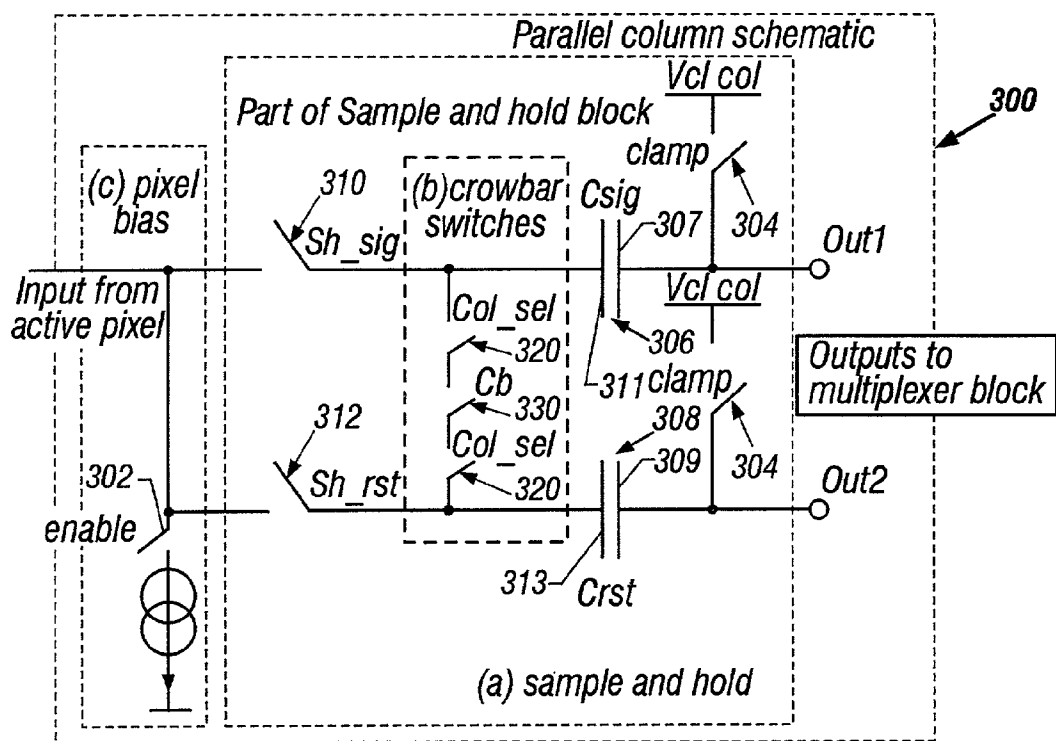 Parallel column schematic
300
Vcl col
Part of Sample and hold block
clamp
304
(c) pixel
bias
310
(b)crowbar
switches
Csig
307
Sh_sig
Out1
Input from
active pixel
Vcl col
Col_sel
320
306
311
clamp
Outputs to
multiplexer block
Cb
330
308
312
Col_sel
320
309
304
302
Sh_rst
Out2
enable
313
Crst
(a) sample and hold